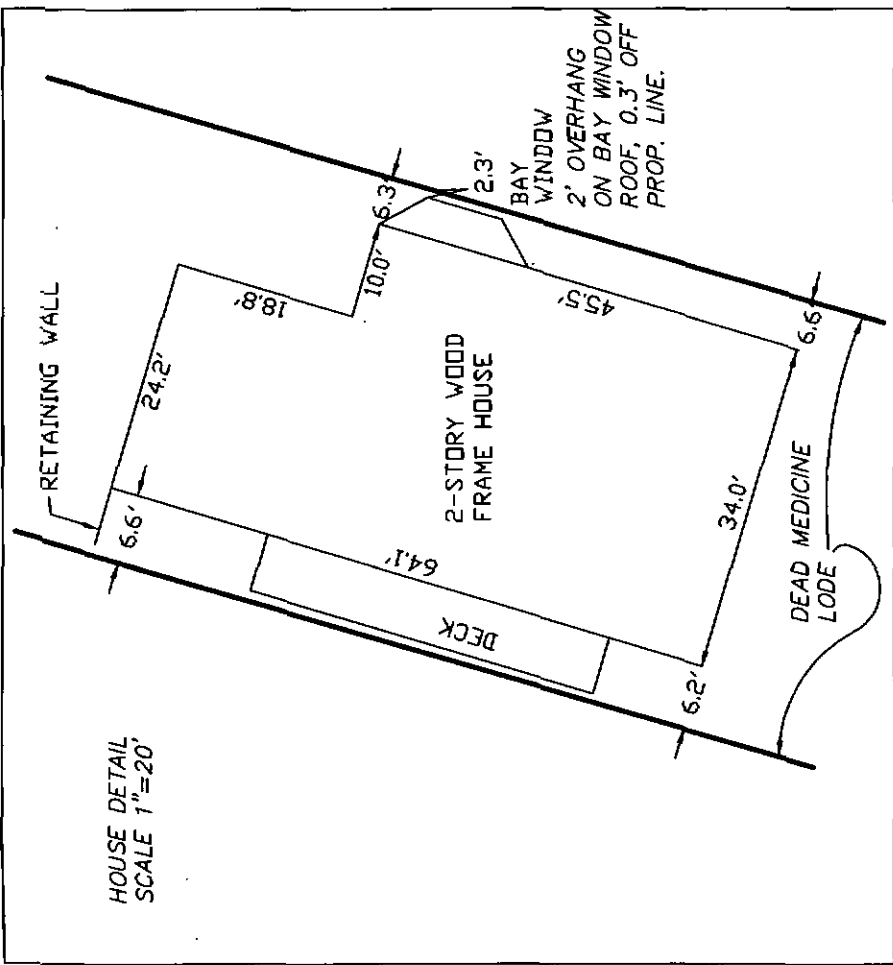 HOUSE DETAIL
SCALE 1"=20'
RETAINING WALL
6.6'
24.2'
18.8'
10.0'
6.3'
2.3'
BAY
WINDOW
2' OVERHANG
ON BAY WINDOW
ROOF, 0.3' OFF
PROP. LINE.
2-STORY WOOD
FRAME HOUSE
45.5'
64.1'
DECK
34.0'
6.2'
6.6'
DEAD MEDICINE
LODE